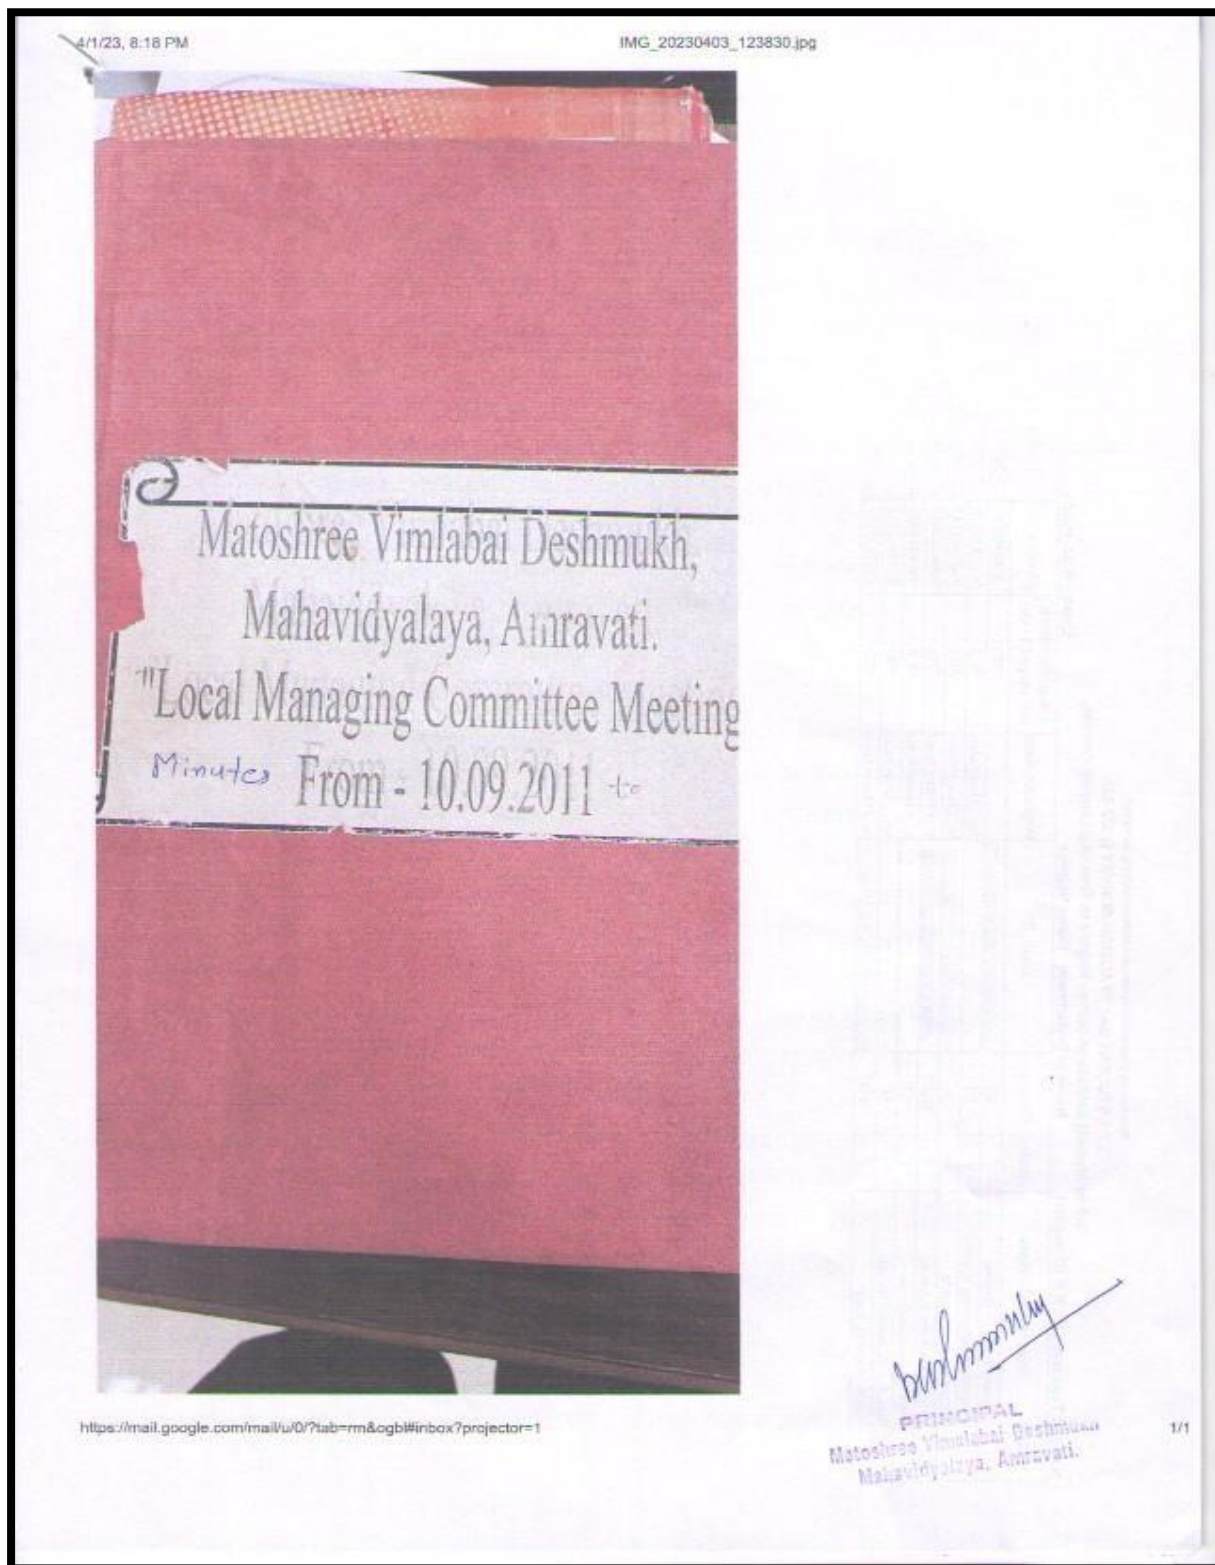 4/1/23, 8:18 PM
IMG_20230403_123830.jpg
Matoshree Vimlabai Deshmukh,
Mahavidyalaya, Amravati.
"Local Managing Committee Meeting
Minutes From - 10.09.2011 to
https://mail.google.com/mail/u/0/?tab=rm&ogbl#inbox?projector=1
PRINCIPAL
Matoshree Vimalabai Deshmukh
Mahavidyalaya, Amravati.
1/1